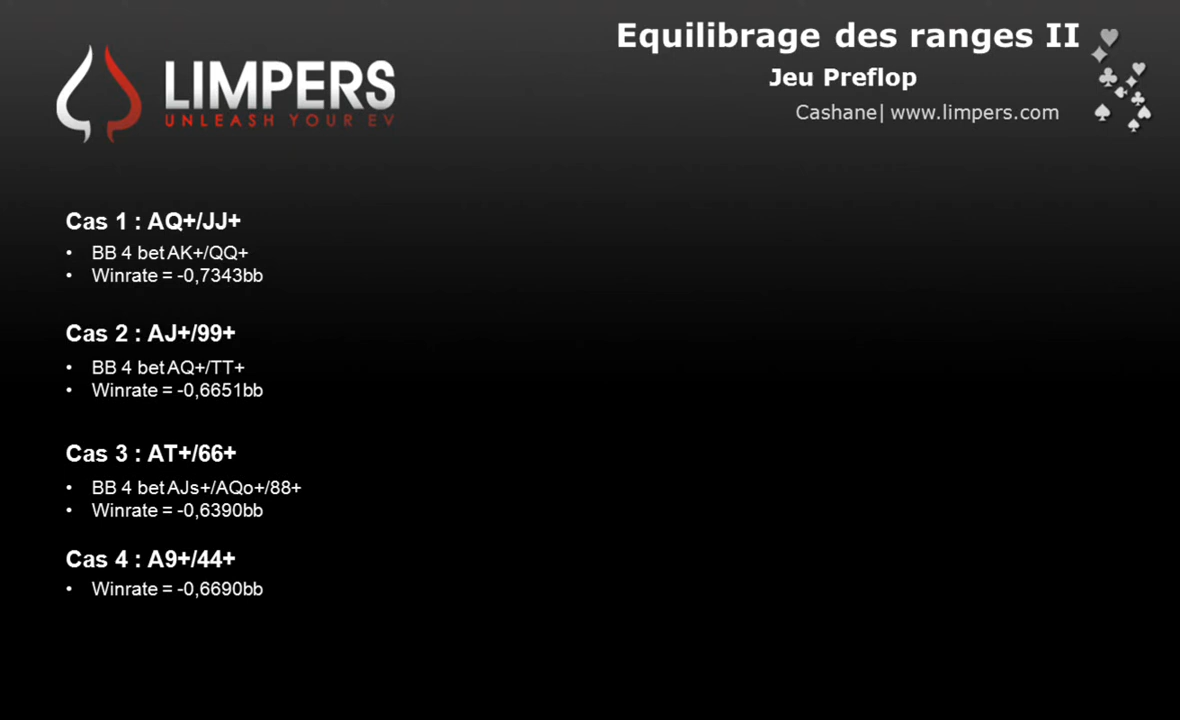 LIMPERS
UNLEASH YOUR EV
Equilibrage des ranges II
Jeu Preflop
Cashane| www.limpers.com
Cas 1 : AQ+/JJ+
• BB 4 bet AK+/QQ+
• Winrate = -0,7343bb
Cas 2 : AJ+/99+
• BB 4 bet AQ+/TT+
• Winrate = -0,6651bb
Cas 3 : AT+/66+
• BB 4 bet AJs+/AQo+/88+
• Winrate = -0,6390bb
Cas 4 : A9+/44+
• Winrate = -0,6690bb